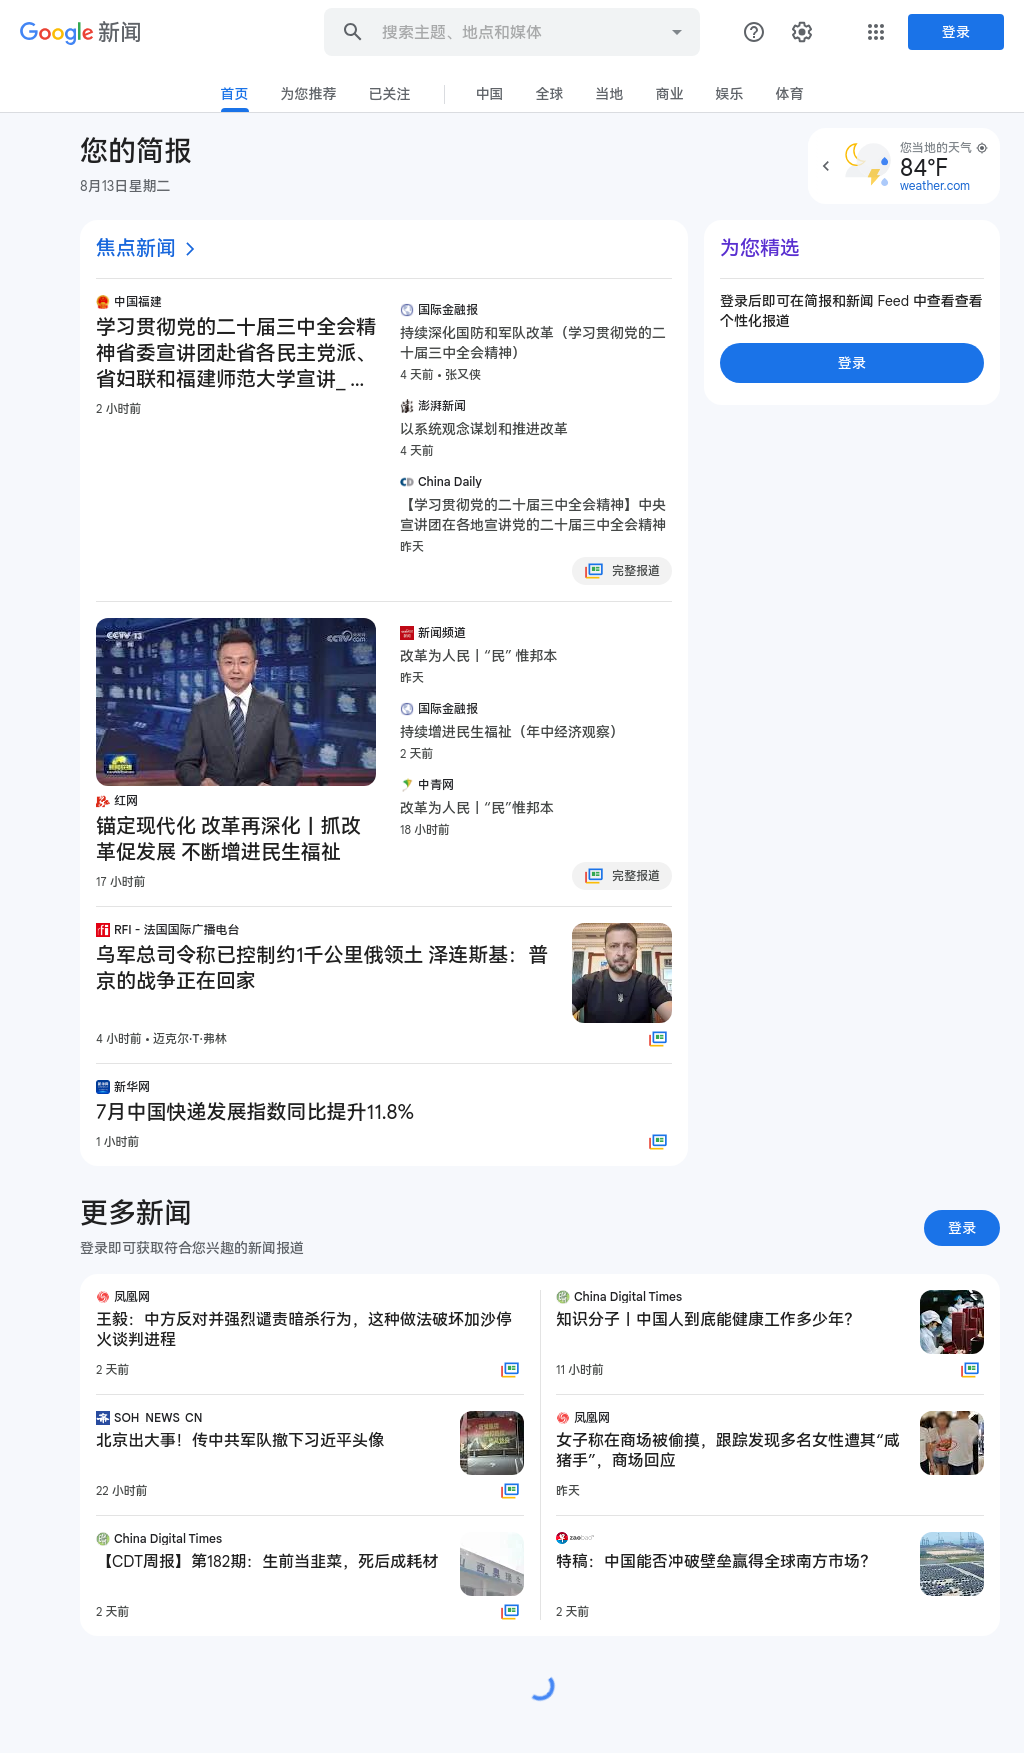 Google 新闻
搜索主题、地点和媒体
登录
首页 为您推荐 已关注 中国 全球 当地 商业 娱乐 体育
您的简报
8月13日星期二
您当地的天气
84°F
weather.com
焦点新闻
中国福建
学习贯彻党的二十届三中全会精
神省委宣讲团赴省各民主党派、
省妇联和福建师范大学宣讲_ ...
2 小时前
国际金融报
持续深化国防和军队改革（学习贯彻党的二
十届三中全会精神）
4 天前 • 张又侠
澎湃新闻
以系统观念谋划和推进改革
4 天前
China Daily
【学习贯彻党的二十届三中全会精神】中央
宣讲团在各地宣讲党的二十届三中全会精神
昨天
完整报道
为您精选
登录后即可在简报和新闻 Feed 中查看查看
个性化报道
登录
CCTV-13
新闻
CCTV.com
红网
锚定现代化 改革再深化丨抓改
革促发展 不断增进民生福祉
17 小时前
新闻频道
改革为人民丨“民” 惟邦本
昨天
国际金融报
持续增进民生福祉（年中经济观察）
2 天前
中青网
改革为人民丨“民”惟邦本
18 小时前
完整报道
RFI - 法国国际广播电台
乌军总司令称已控制约1千公里俄领土 泽连斯基：普
京的战争正在回家
4 小时前 • 迈克尔·T·弗林
新华网
7月中国快递发展指数同比提升11.8%
1 小时前
更多新闻
登录即可获取符合您兴趣的新闻报道
登录
凤凰网
王毅：中方反对并强烈谴责暗杀行为，这种做法破坏加沙停
火谈判进程
2 天前
SOH_NEWS_CN
北京出大事！传中共军队撤下习近平头像
22 小时前
China Digital Times
【CDT周报】第182期：生前当韭菜，死后成耗材
2 天前
China Digital Times
知识分子丨中国人到底能健康工作多少年？
11 小时前
凤凰网
女子称在商场被偷摸，跟踪发现多名女性遭其“咸
猪手”，商场回应
昨天
zaobao
特稿：中国能否冲破壁垒赢得全球南方市场？
2 天前